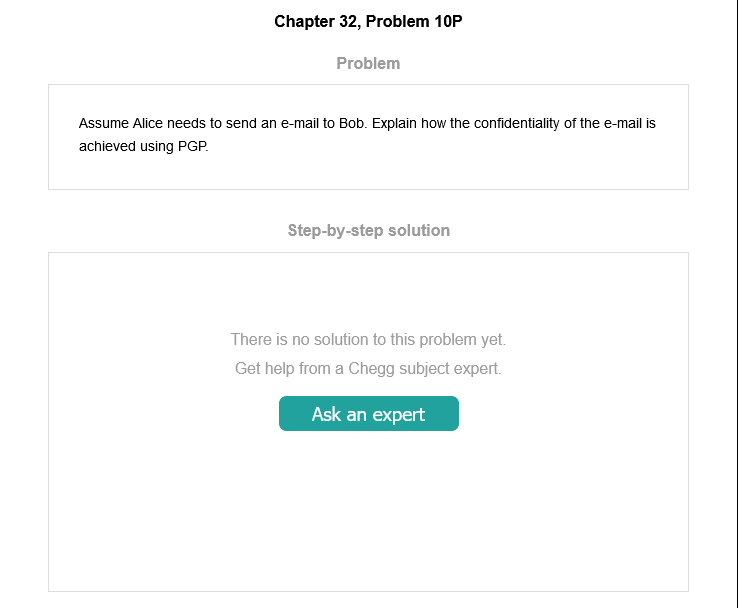 Chapter 32, Problem 10P
Problem
Assume Alice needs to send an e-mail to Bob. Explain how the confidentiality of the e-mail is
achieved using PGP.
Step-by-step solution
There is no solution to this problem yet.
Get help from a Chegg subject expert.
Ask an expert